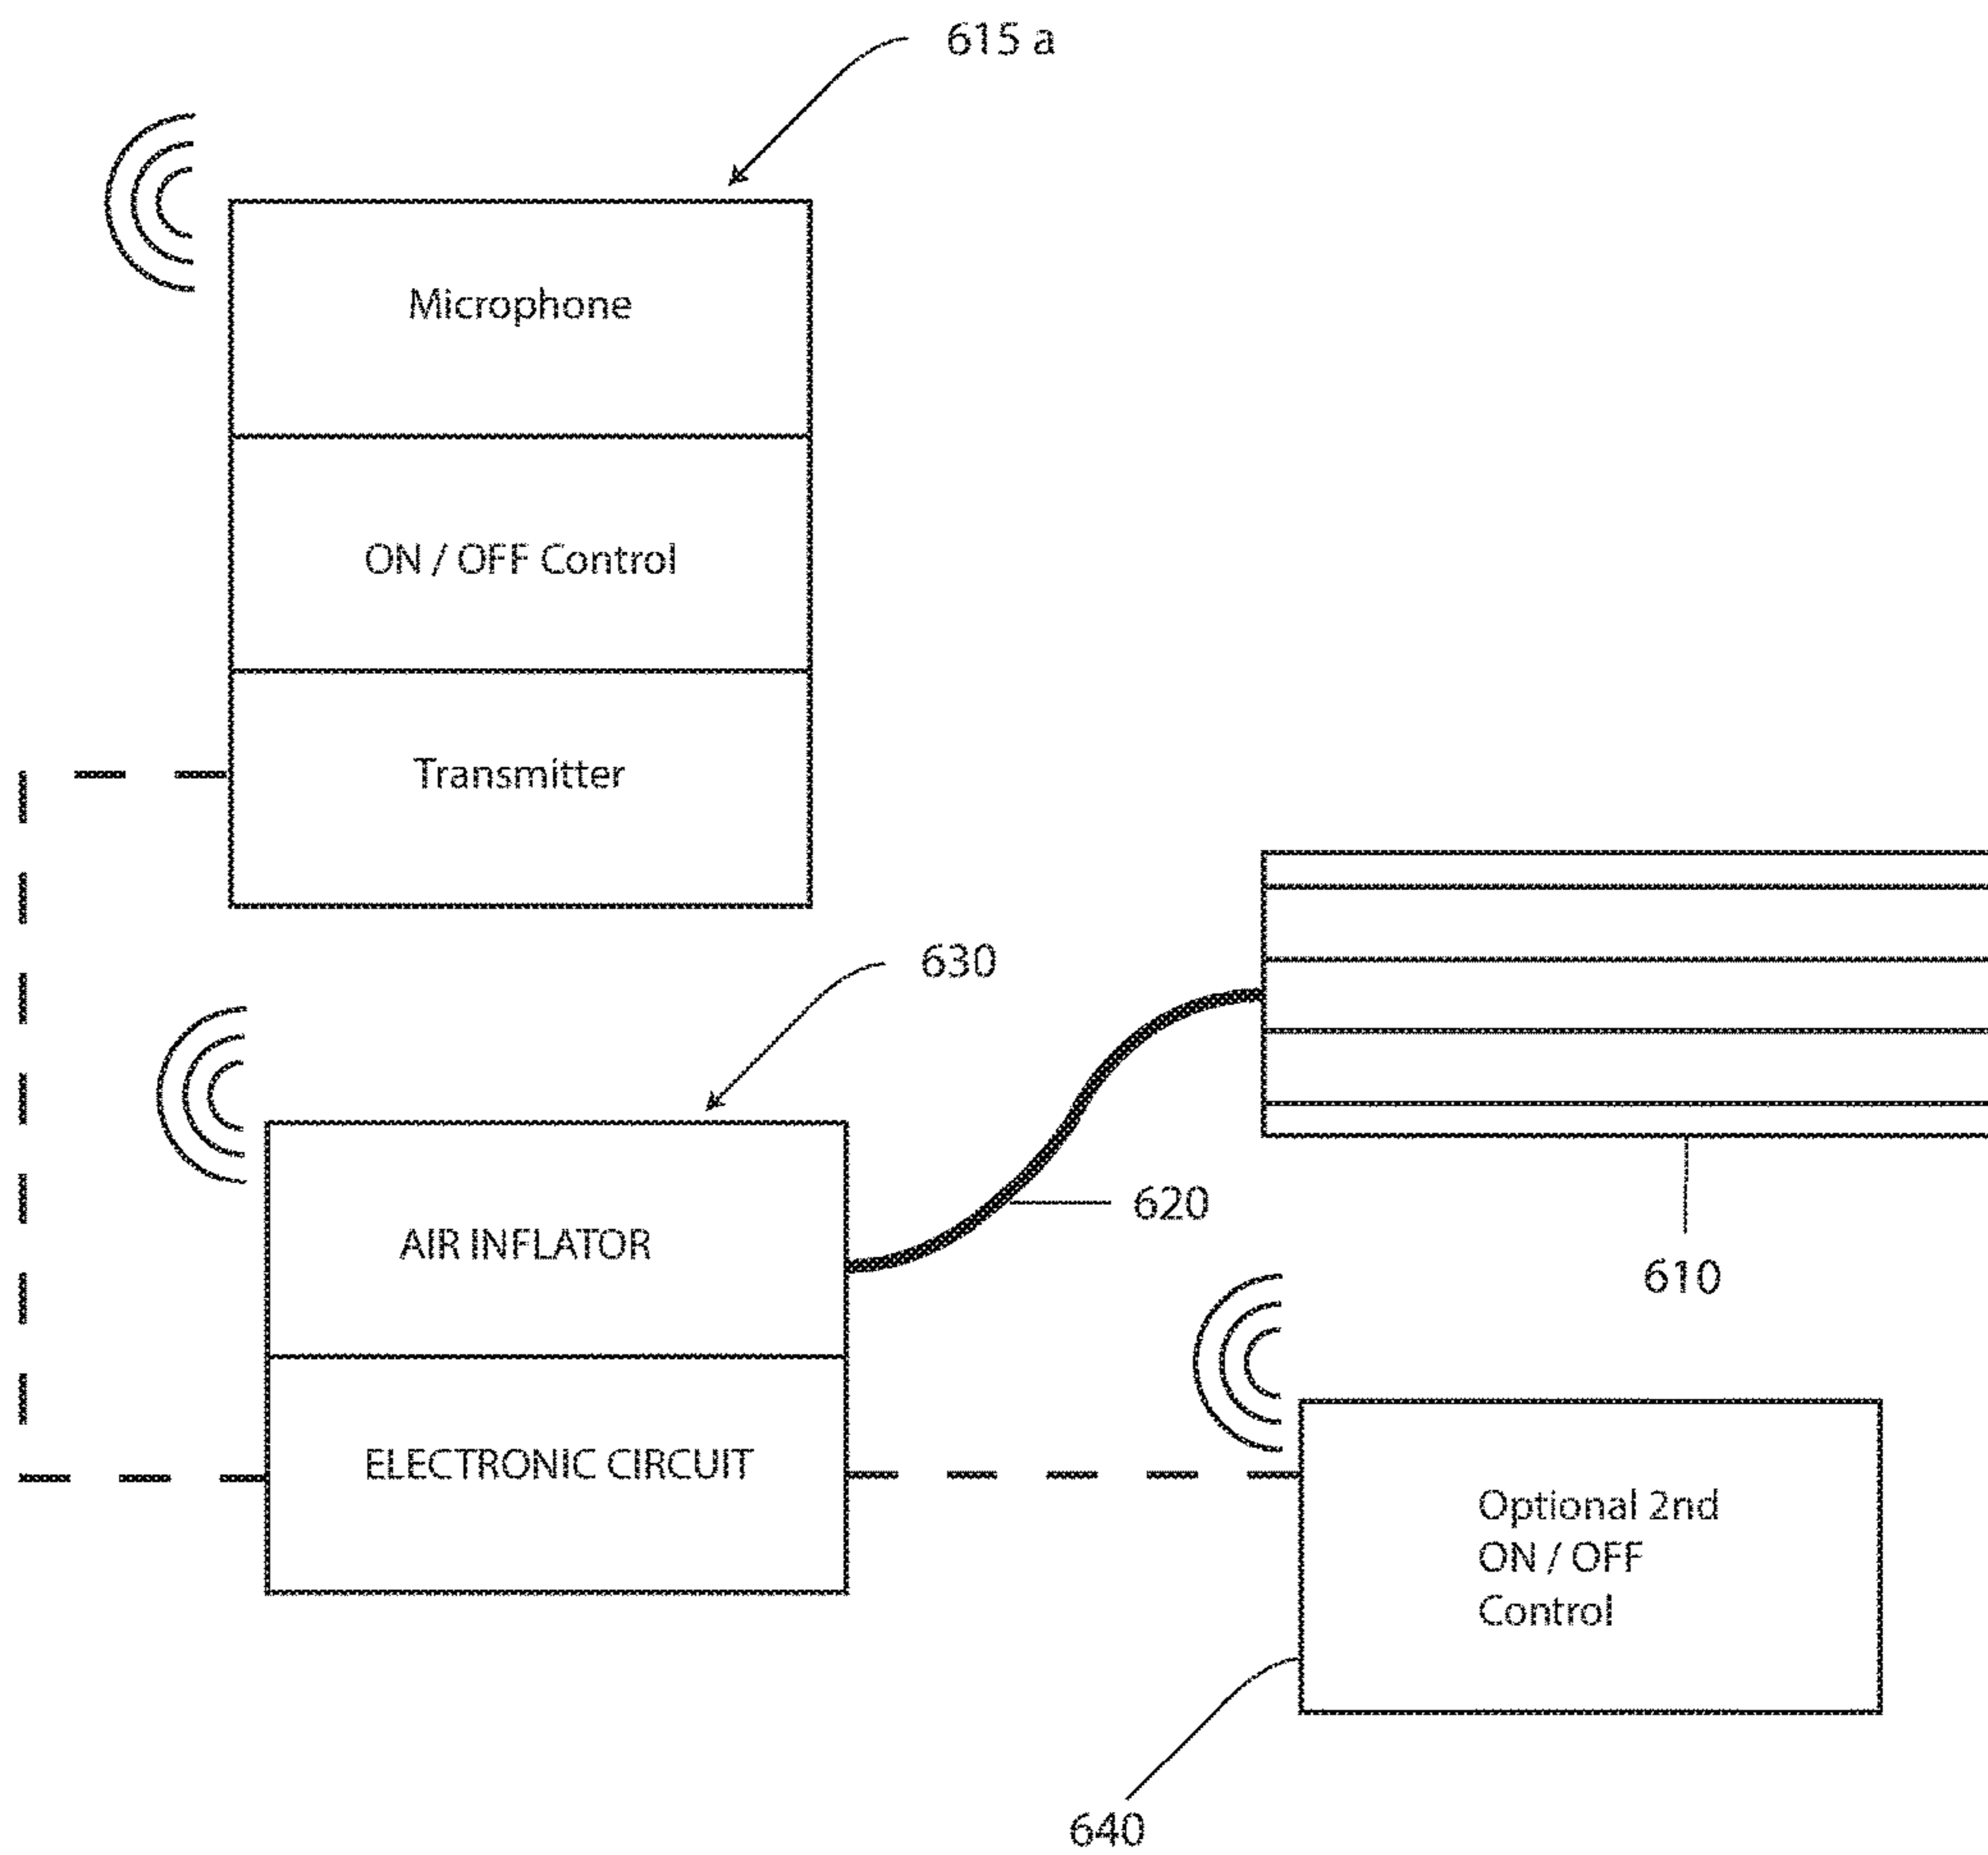 615 a
Microphone
ON / OFF Control
Transmitter
630
AIR INFLATOR
620
610
ELECTRONIC CIRCUIT
Optional 2nd
ON / OFF
Control
640